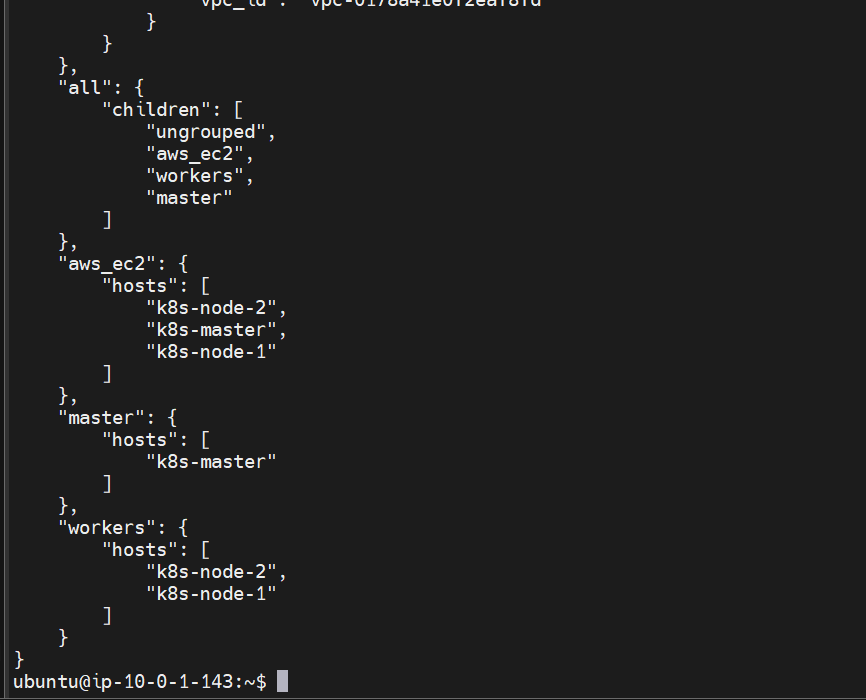 }
}
},
"all": {
"children": [
"ungrouped",
"aws_ec2",
"workers",
"master"
]
},
"aws_ec2": {
"hosts": [
"k8s-node-2",
"k8s-master",
"k8s-node-1"
]
},
"master": {
"hosts": [
"k8s-master"
]
},
"workers": {
"hosts": [
"k8s-node-2",
"k8s-node-1"
]
}
}
ubuntu@ip-10-0-1-143:~$